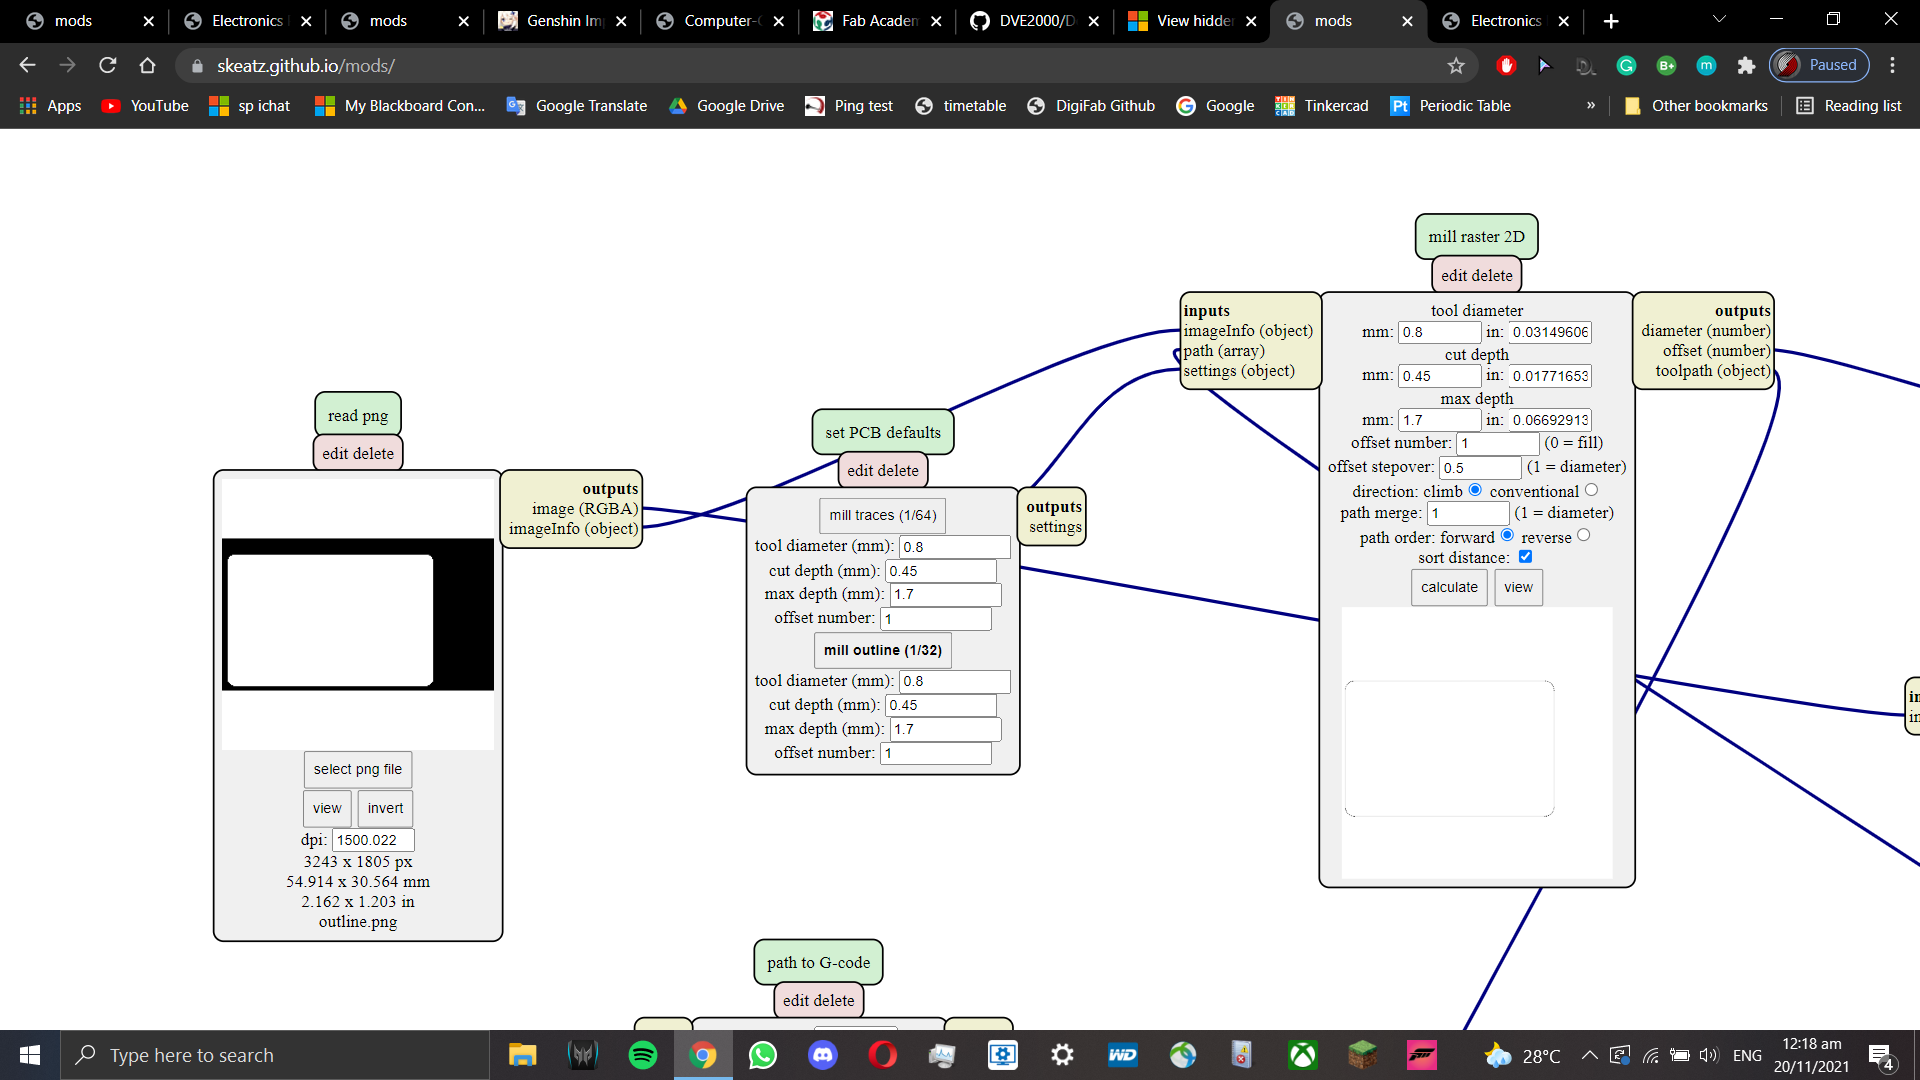 mods
Electronics
mods
Genshin Im
Computer-
Fab Academ
DVE2000/D
View hidde
mods
Electronics
skeatz.github.io/mods/
Paused
Apps
YouTube
sp ichat
My Blackboard Con...
Google Translate
Google Drive
Ping test
timetable
DigiFab Github
Google
Tinkercad
Periodic Table
»
Other bookmarks
Reading list
read png
edit delete
outputs
image (RGBA)
imageInfo (object)
select png file
view invert
dpi: 1500.022
3243 x 1805 px
54.914 x 30.564 mm
2.162 x 1.203 in
outline.png
set PCB defaults
edit delete
mill traces (1/64)
tool diameter (mm): 0.8
cut depth (mm): 0.45
max depth (mm): 1.7
offset number: 1
mill outline (1/32)
tool diameter (mm): 0.8
cut depth (mm): 0.45
max depth (mm): 1.7
offset number: 1
outputs
settings
mill raster 2D
edit delete
inputs
imageInfo (object)
path (array)
settings (object)
tool diameter
mm: 0.8 in: 0.03149606
cut depth
mm: 0.45 in: 0.01771653
max depth
mm: 1.7 in: 0.06692913
offset number: 1 (0 = fill)
offset stepover: 0.5 (1 = diameter)
direction: climb conventional
path merge: 1 (1 = diameter)
path order: forward reverse
sort distance:
calculate view
outputs
diameter (number)
offset (number)
toolpath (object)
in
path to G-code
edit delete
Type here to search
28°C
ENG
12:18 am
20/11/2021
4